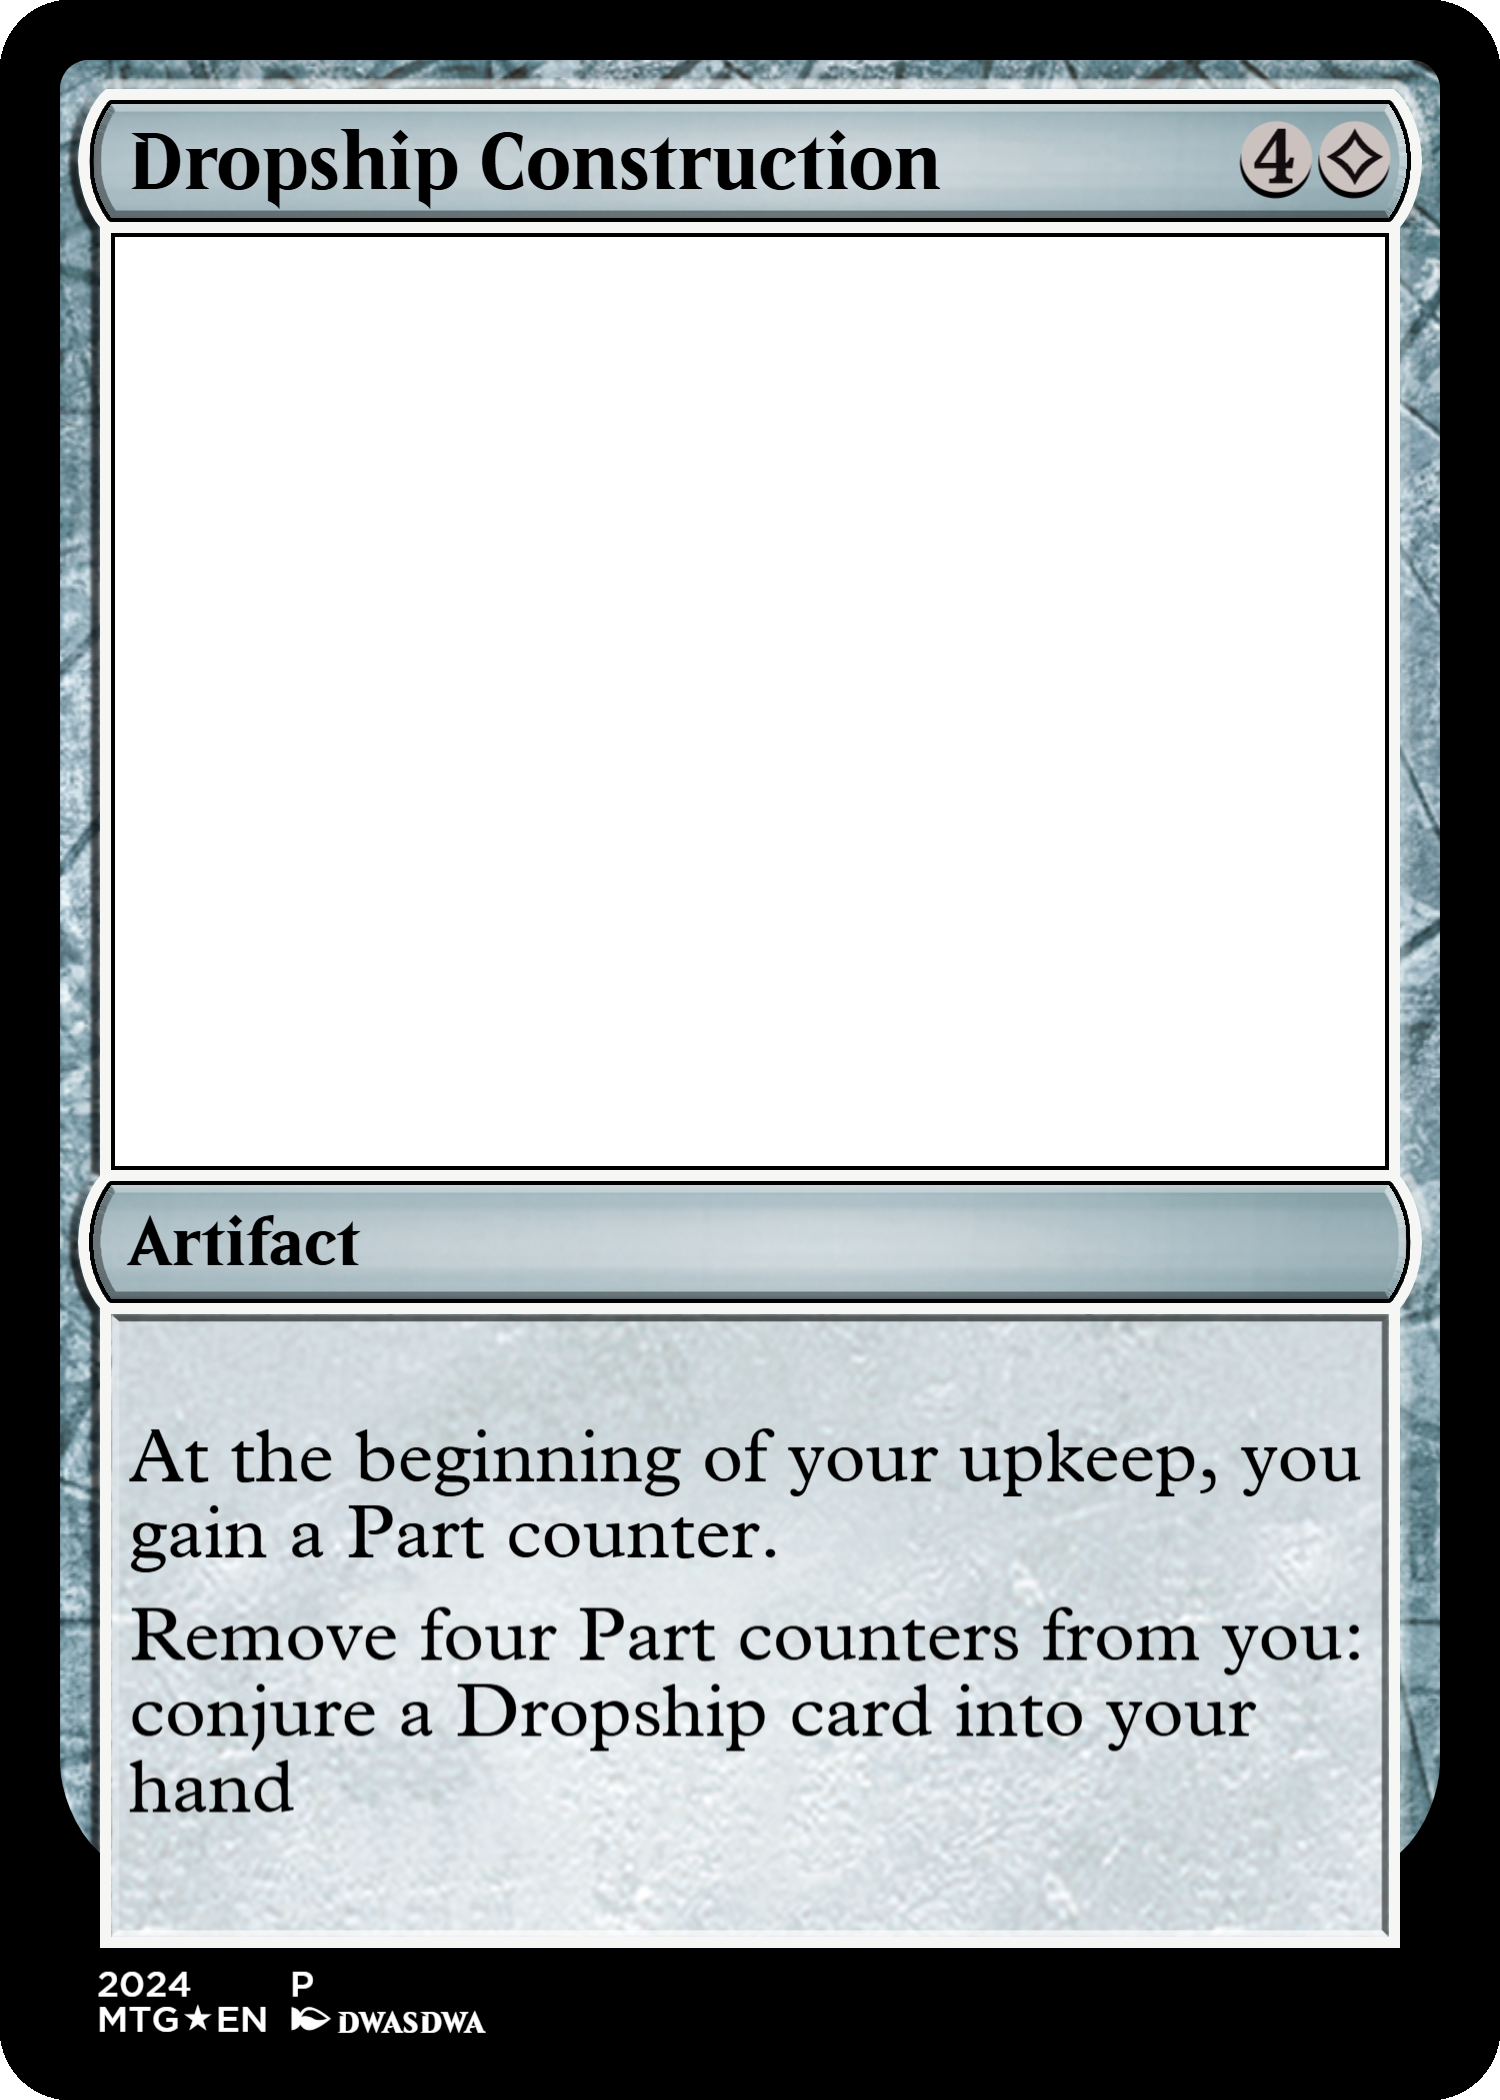 Dropship Construction 4
Artifact
At the beginning of your upkeep, you
gain a Part counter.
Remove four Part counters from you:
conjure a Dropship card into your
hand
2024 P
MTG★EN DWASDWA